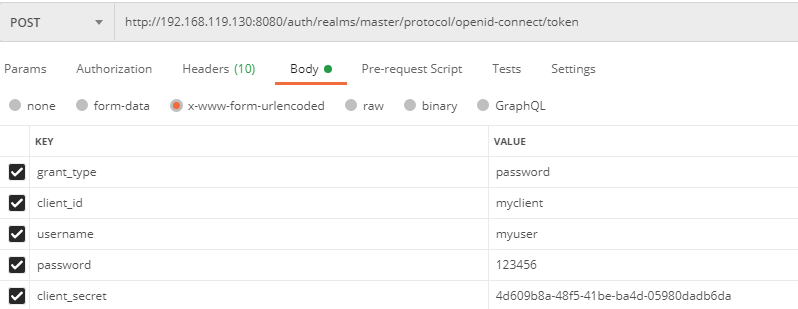 POST http://192.168.119.130:8080/auth/realms/master/protocol/openid-connect/token
Params Authorization Headers (10) Body Pre-request Script Tests Settings
none form-data x-www-form-urlencoded raw binary GraphQL
KEY VALUE
grant_type password
client_id myclient
username myuser
password 123456
client_secret 4d609b8a-48f5-41be-ba4d-05980dadb6da